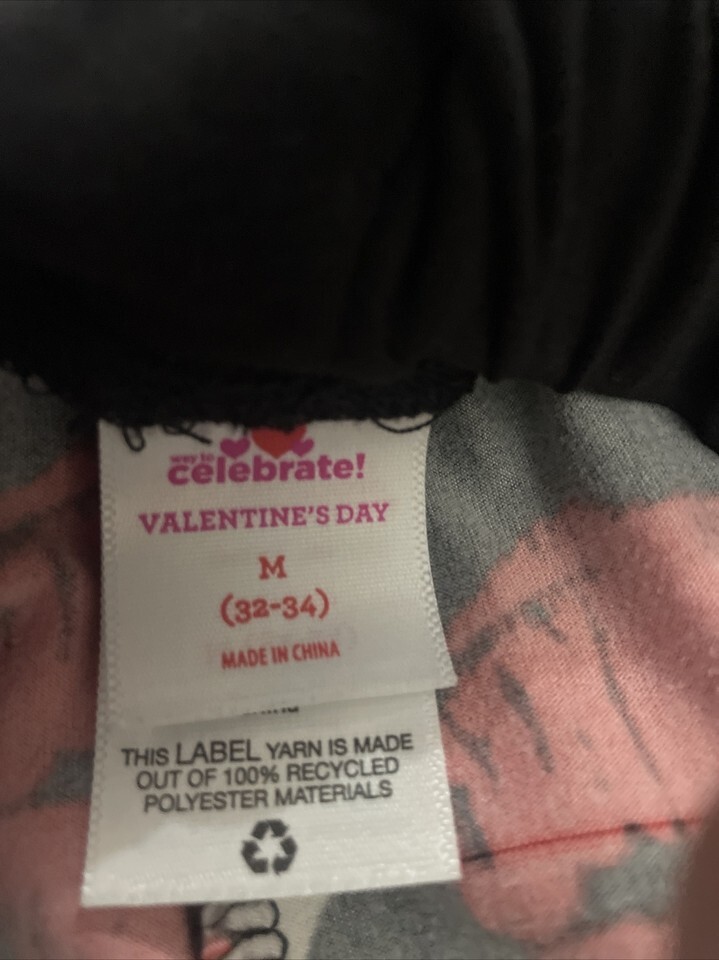 way to
celebrate!
VALENTINE'S DAY
M
(32-34)
MADE IN CHINA
THIS LABEL YARN IS MADE
OUT OF 100% RECYCLED
POLYESTER MATERIALS